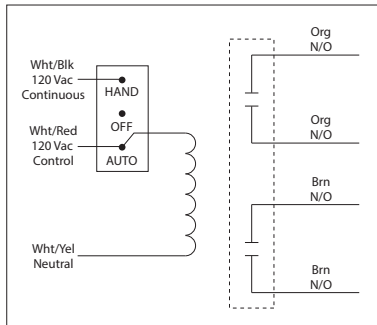 Wht/Blk
120 Vac
Continuous
HAND
OFF
Wht/Red
120 Vac
Control
AUTO
Wht/Yel
Neutral
Org
N/O
Org
N/O
Brn
N/O
Brn
N/O